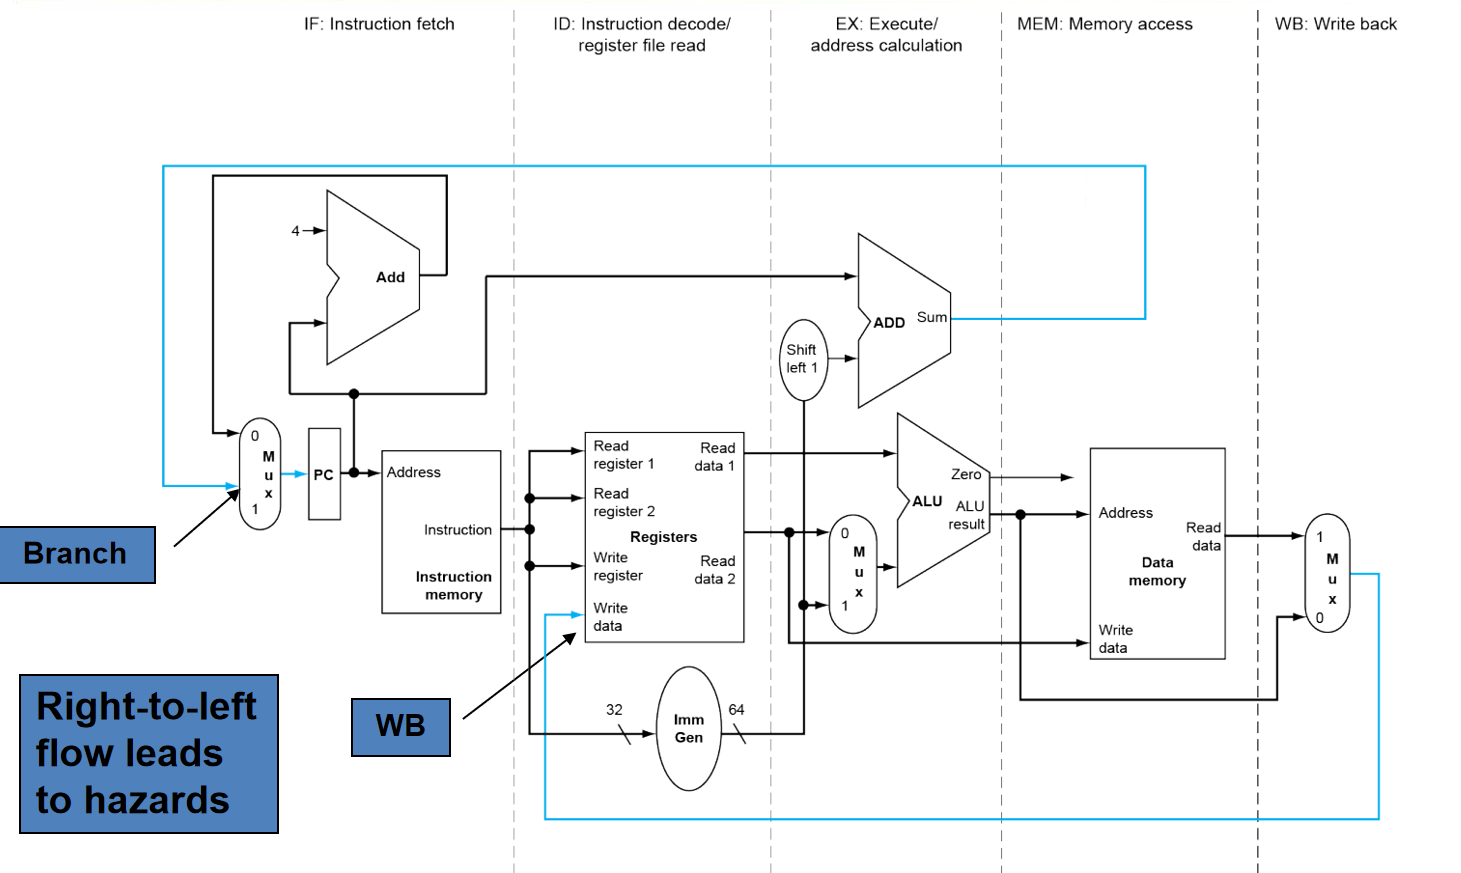 IF: Instruction fetch
ID: Instruction decode/
register file read
EX: Execute/
address calculation
MEM: Memory access
WB: Write back
4
Add
ADD
Sum
Shift
left 1
0
M
u
x
1
PC
Address
Instruction
Instruction
memory
Read
register 1
Read
register 2
Write
register
Write
data
Registers
Read
data 1
Read
data 2
0
M
u
x
1
Zero
ALU
ALU
result
Address
Read
data
Data
memory
Write
data
1
M
u
x
0
32
Imm
Gen
64
Branch
WB
Right-to-left
flow leads
to hazards